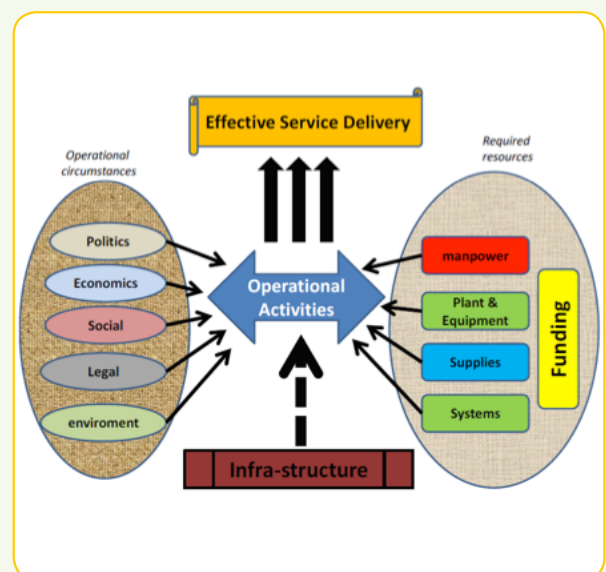 Effective Service Delivery
Operational
circumstances
Required
resources
Politics
Economics
Social
Legal
enviroment
Operational
Activities
manpower
Plant &
Equipment
Supplies
Systems
Funding
Infra-structure